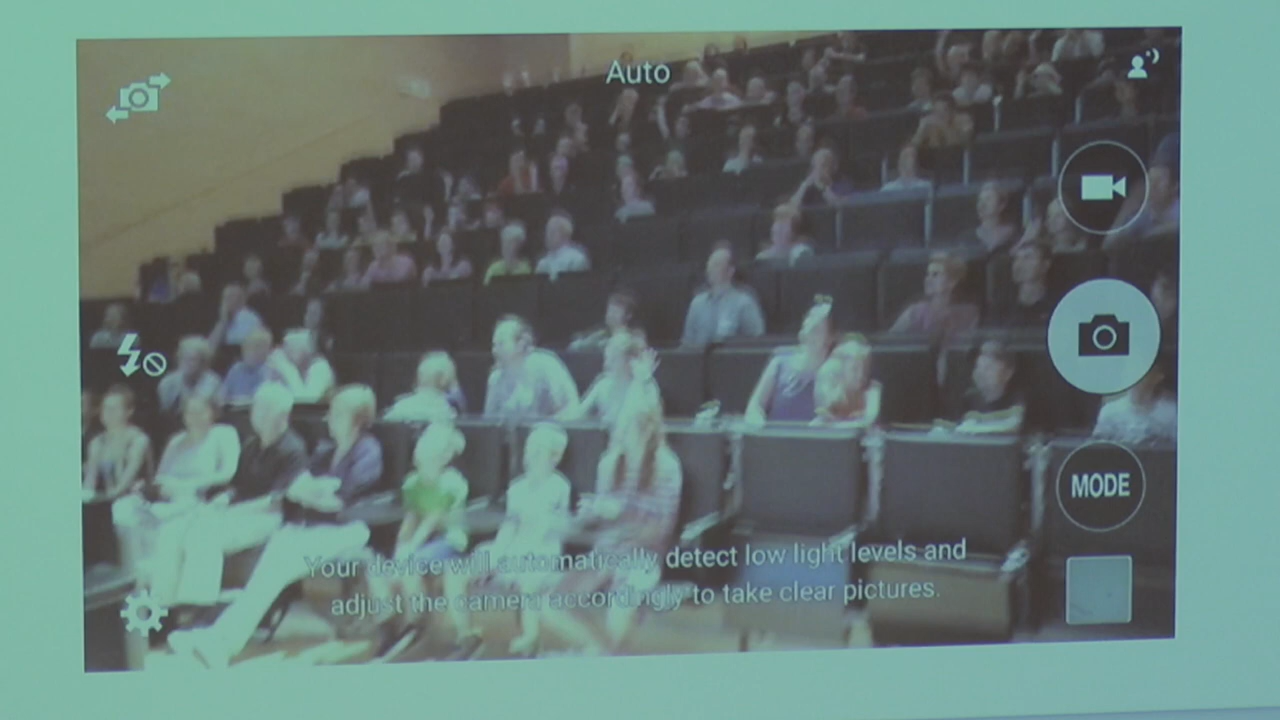 Auto
MODE
Your device will automatically detect low light levels and
adjust the camera accordingly to take clear pictures.